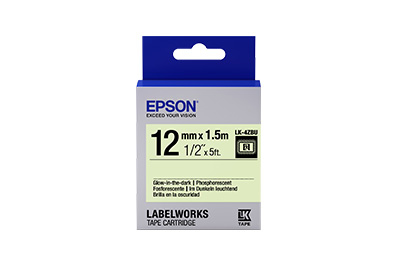 EPSON
EXCEED YOUR VISION
12 mm x 1.5m
LK-4ZBU
1/2" x 5ft.
Glow-in-the-dark | Phosphorescent
Fosforescente | Im Dunkeln leuchtend
Brilla en la oscuridad
LABELWORKS
TAPE CARTRIDGE
LK
TAPE